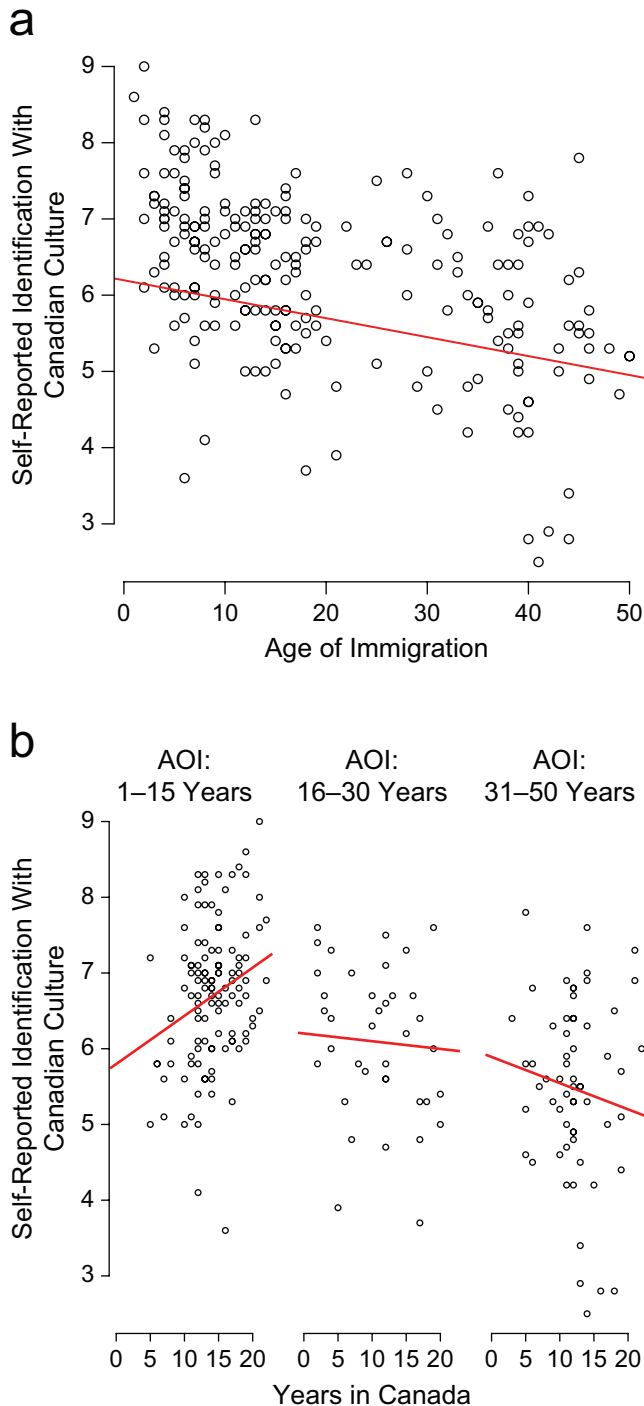 a
Self-Reported Identification With
Canadian Culture
9
8
7
6
5
4
3
0 10 20 30 40 50
Age of Immigration
b
AOI:
1–15 Years
AOI:
16–30 Years
AOI:
31–50 Years
Self-Reported Identification With
Canadian Culture
9
8
7
6
5
4
3
0 5 10 15 20 0 5 10 15 20 0 5 10 15 20
Years in Canada